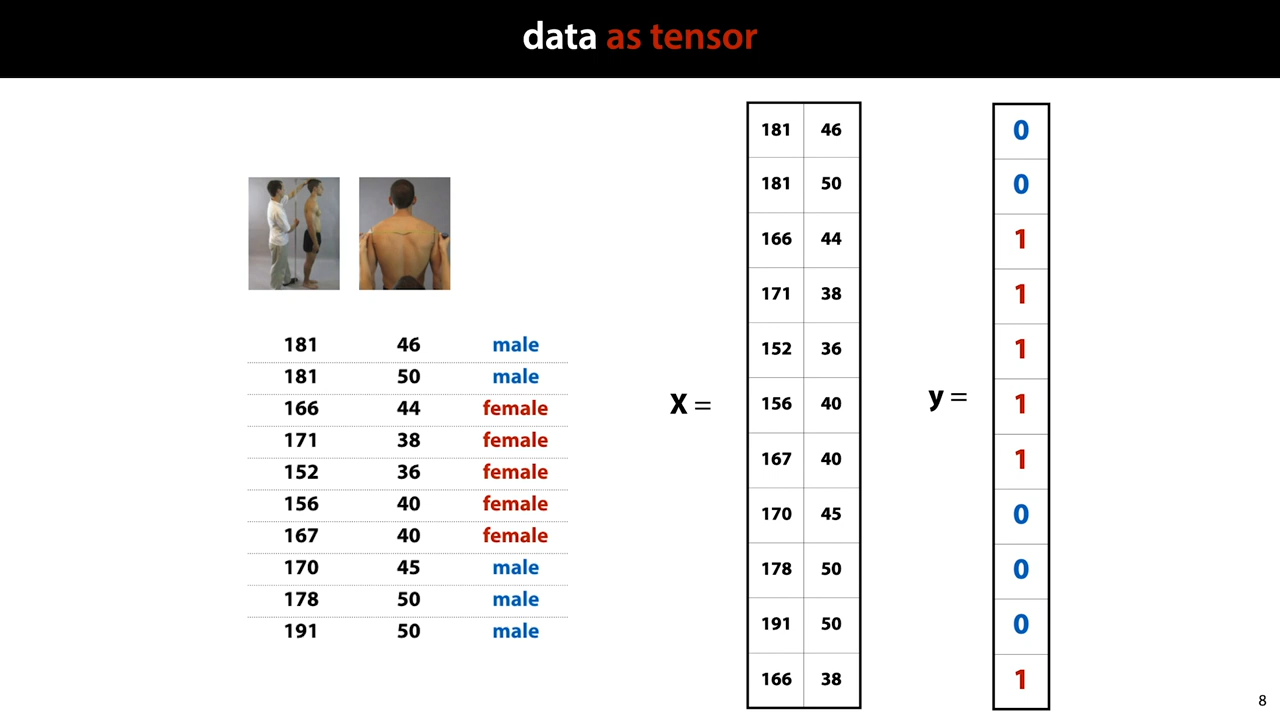 data as tensor
181 46 male
181 50 male
166 44 female
171 38 female
152 36 female
156 40 female
167 40 female
170 45 male
178 50 male
191 50 male
X =
181 46
181 50
166 44
171 38
152 36
156 40
167 40
170 45
178 50
191 50
166 38
y =
0
0
1
1
1
1
1
0
0
0
1
8